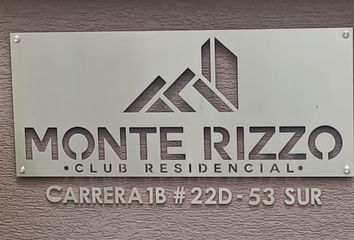 MONTE RIZZO
•CLUB RESIDENCIAL•
CARRERA 1B # 22D - 53 SUR